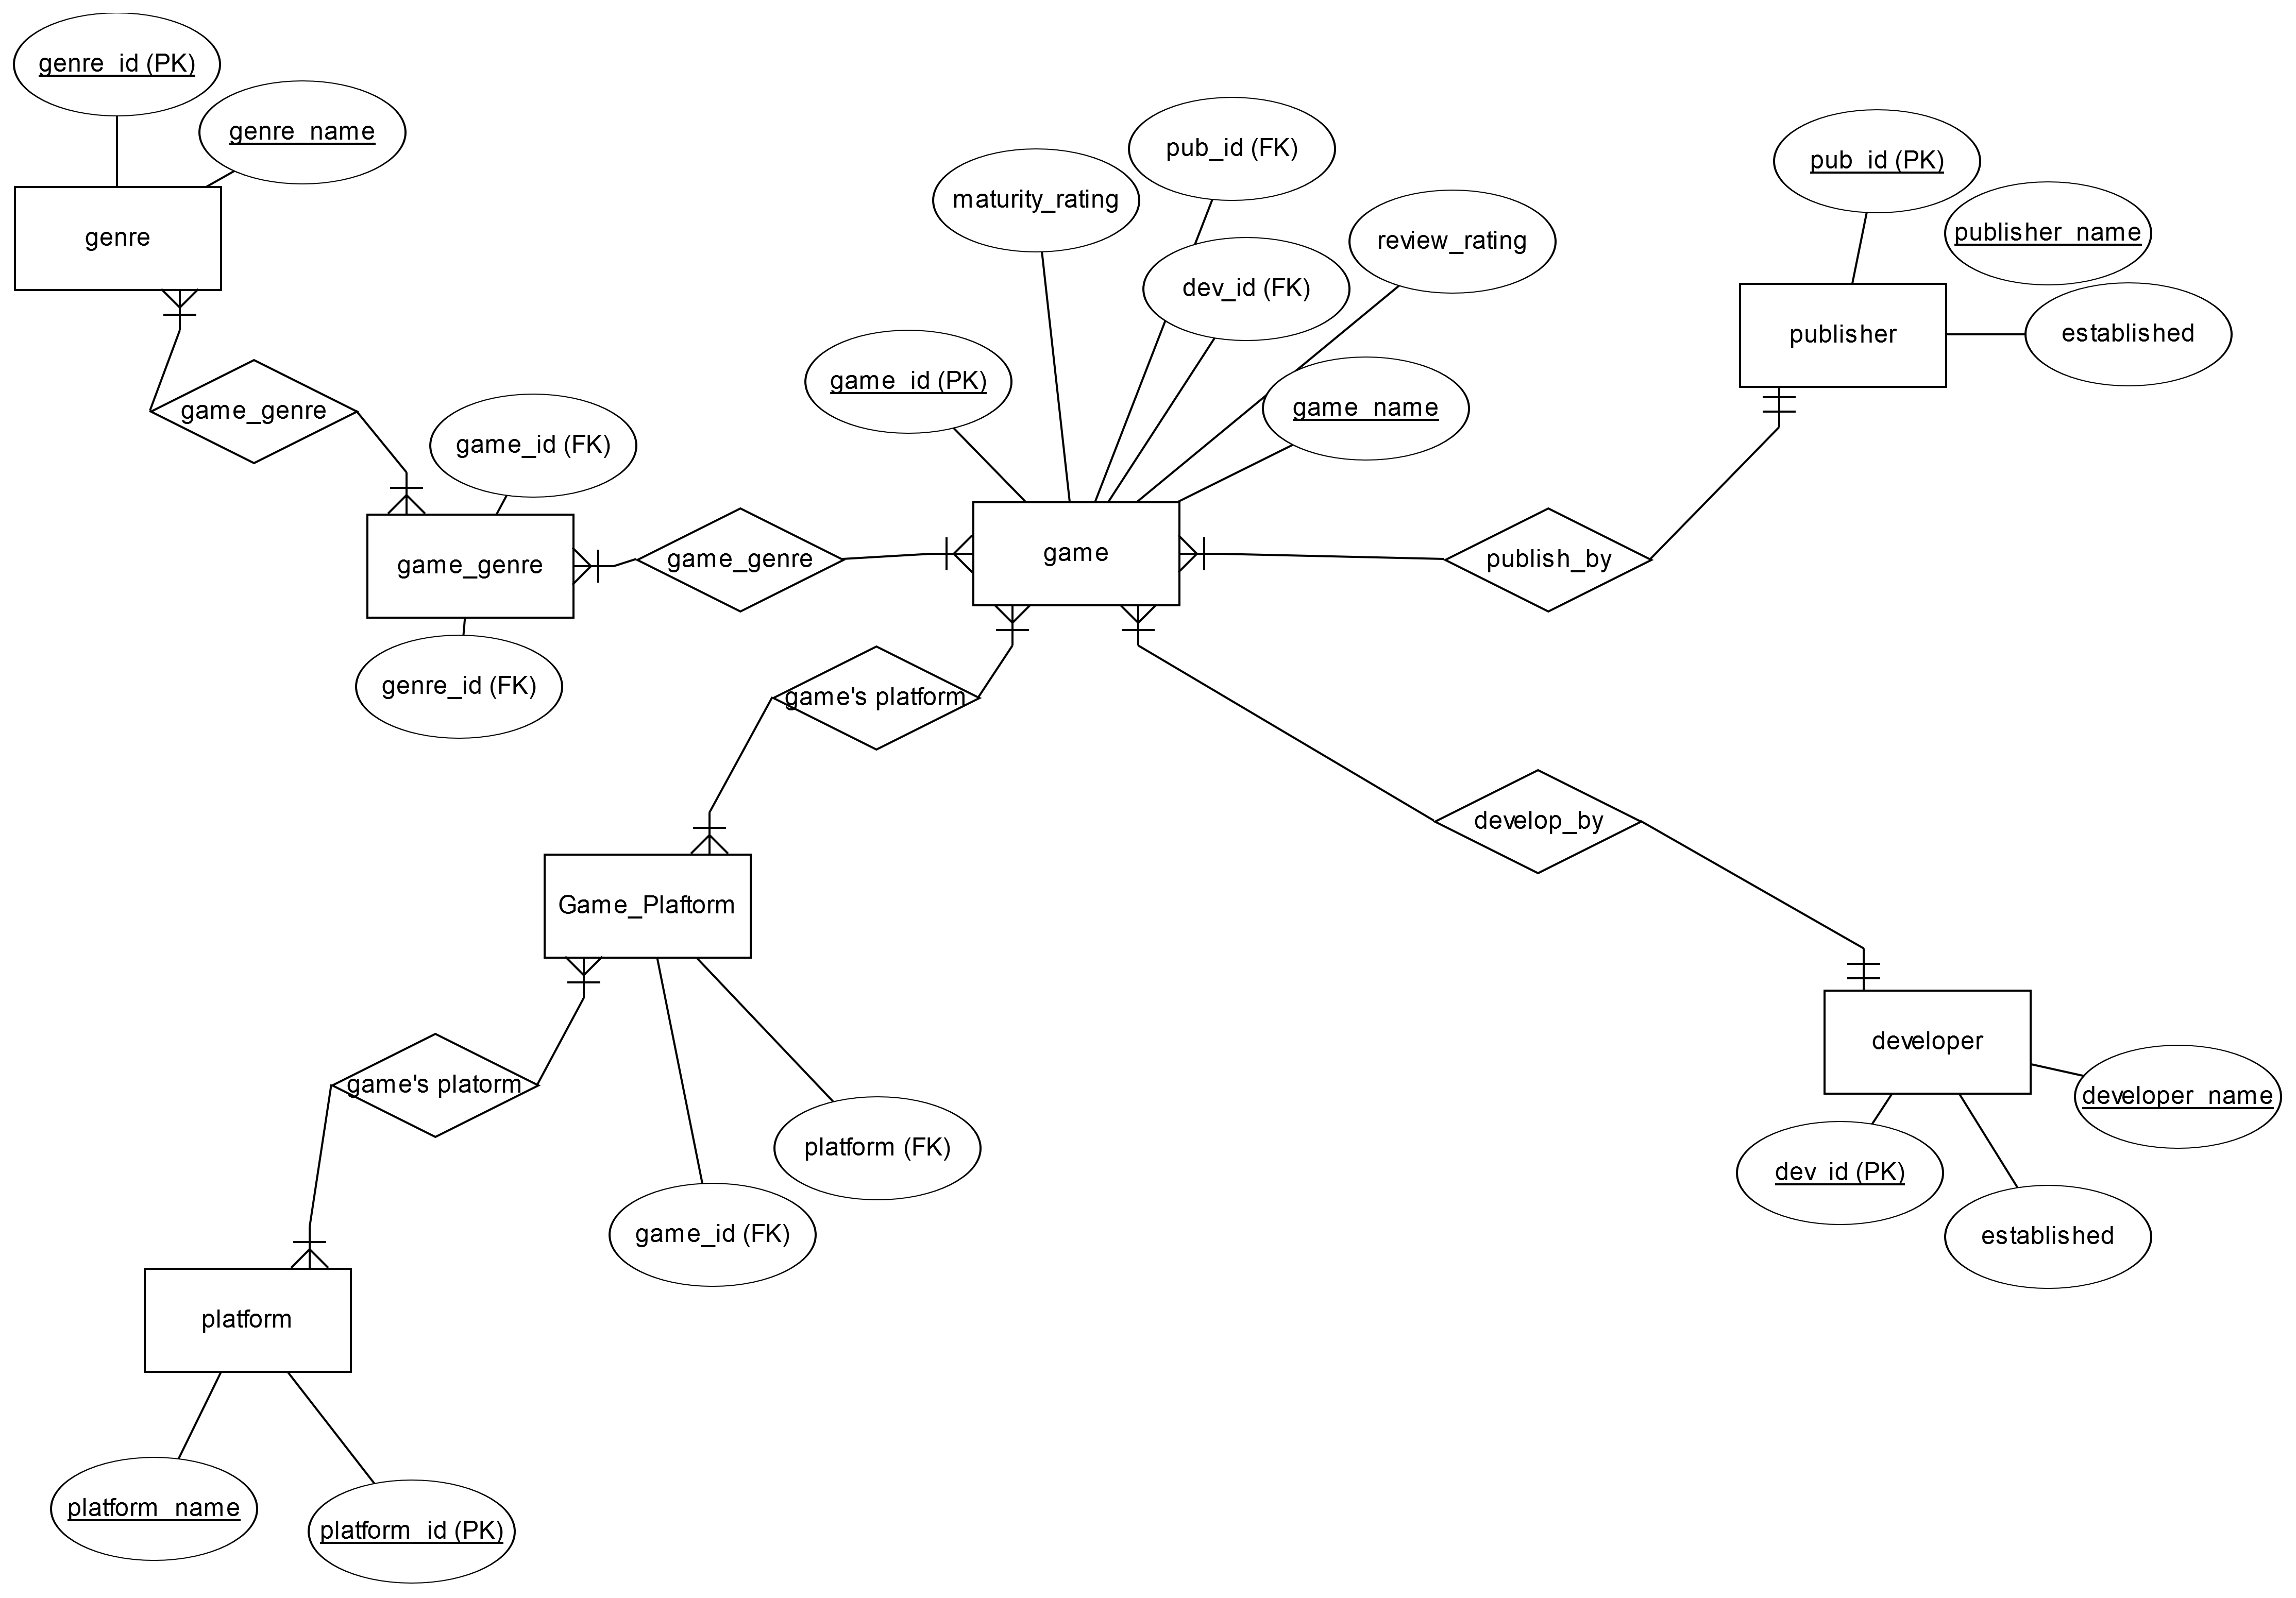 genre_id (PK)
genre_name
genre
game_genre
game_id (FK)
game_genre
genre_id (FK)
game_genre
maturity_rating
pub_id (FK)
review_rating
dev_id (FK)
game_id (PK)
game_name
game
pub_id (PK)
publisher_name
established
publisher
publish_by
game's platform
develop_by
Game_Plaftorm
game's platorm
platform (FK)
game_id (FK)
developer
developer_name
dev_id (PK)
established
platform
platform_name
platform_id (PK)